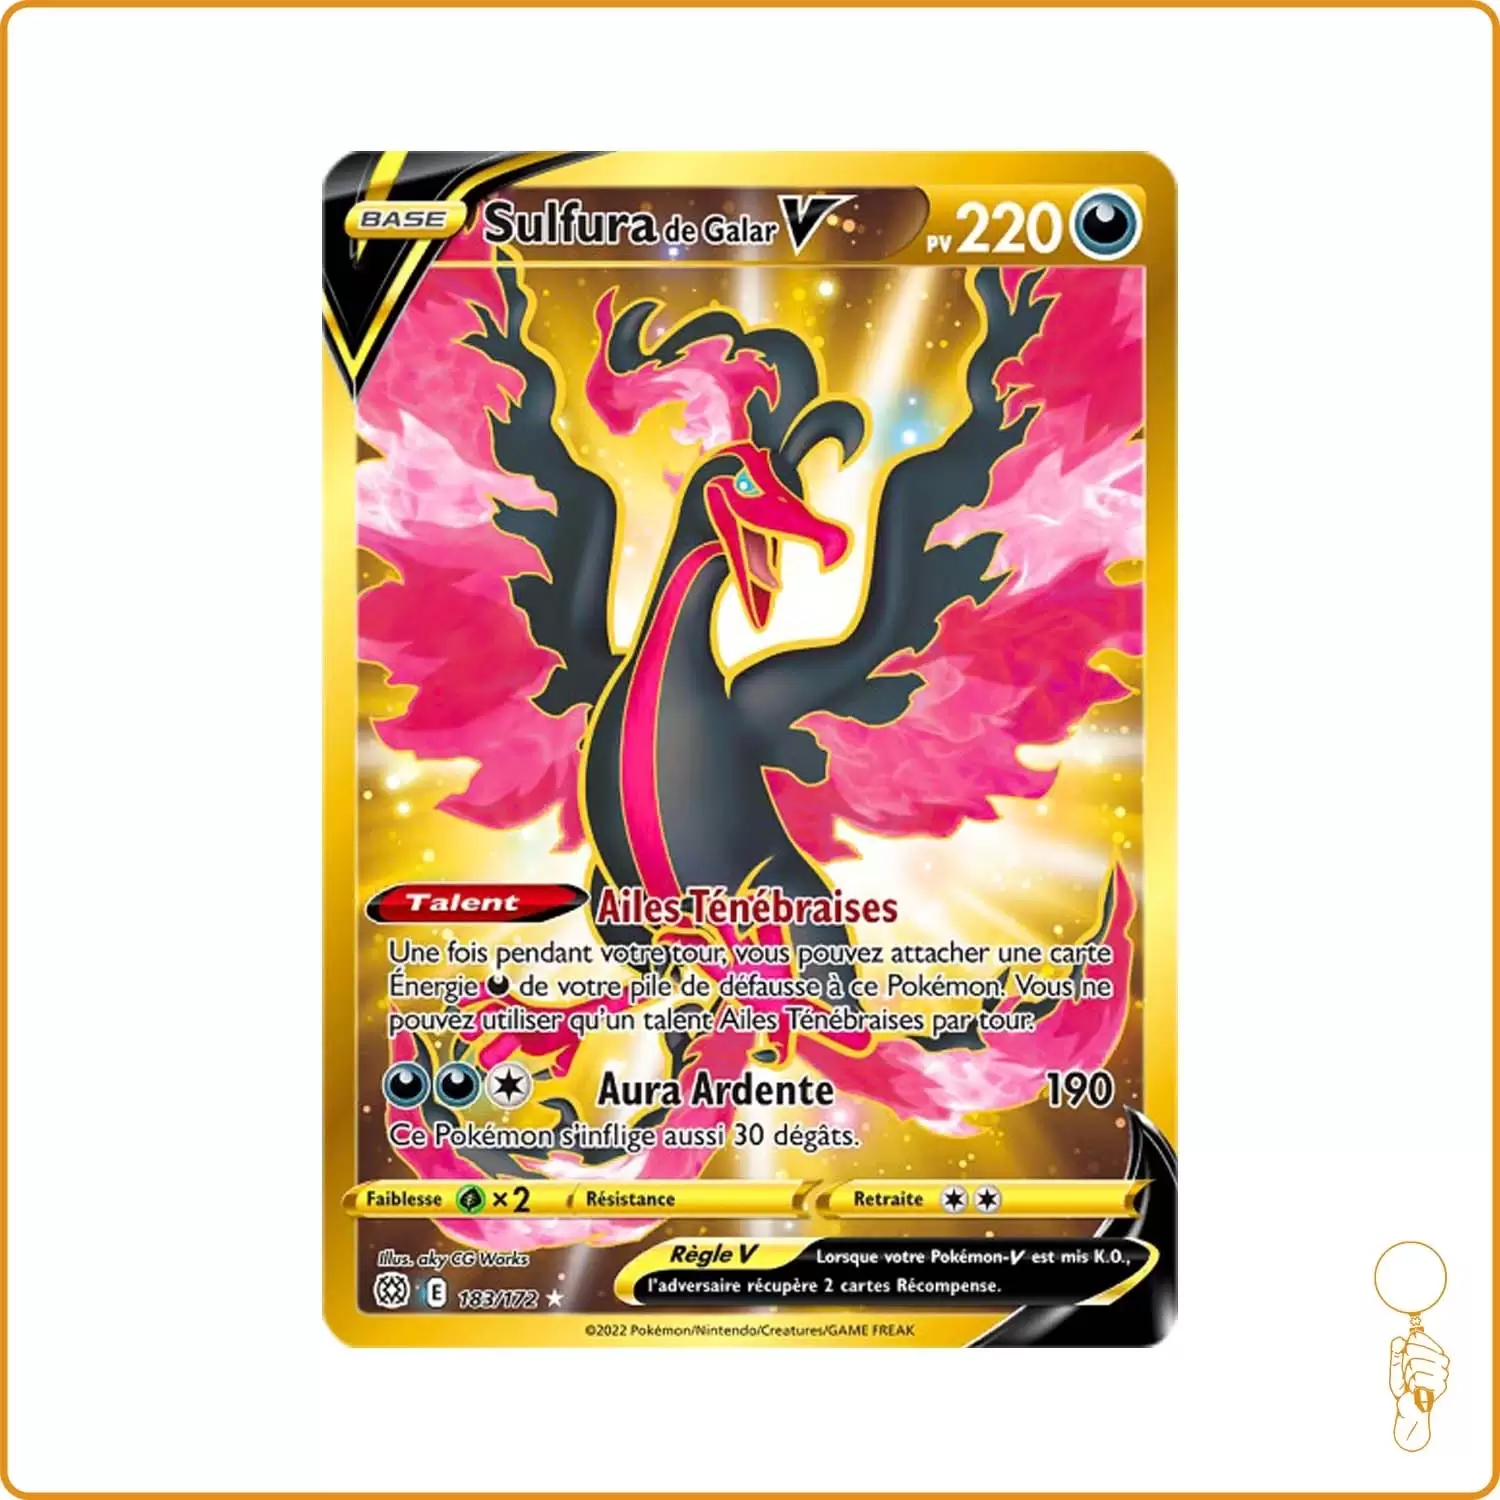 BASE
Sulfura de Galar V PV 220
Talent Ailes Ténébraises
Une fois pendant votre tour, vous pouvez attacher une carte
Énergie de votre pile de défausse à ce Pokémon. Vous ne
pouvez utiliser qu'un talent Ailes Ténébraises par tour.
Aura Ardente 190
Ce Pokémon s'inflige aussi 30 dégâts.
Faiblesse ×2 Résistance Retraite
Illus. aky CG Works
Règle V Lorsque votre Pokémon-V est mis K.O.,
l'adversaire récupère 2 cartes Récompense.
E 183/172
©2022 Pokémon/Nintendo/Creatures/GAME FREAK